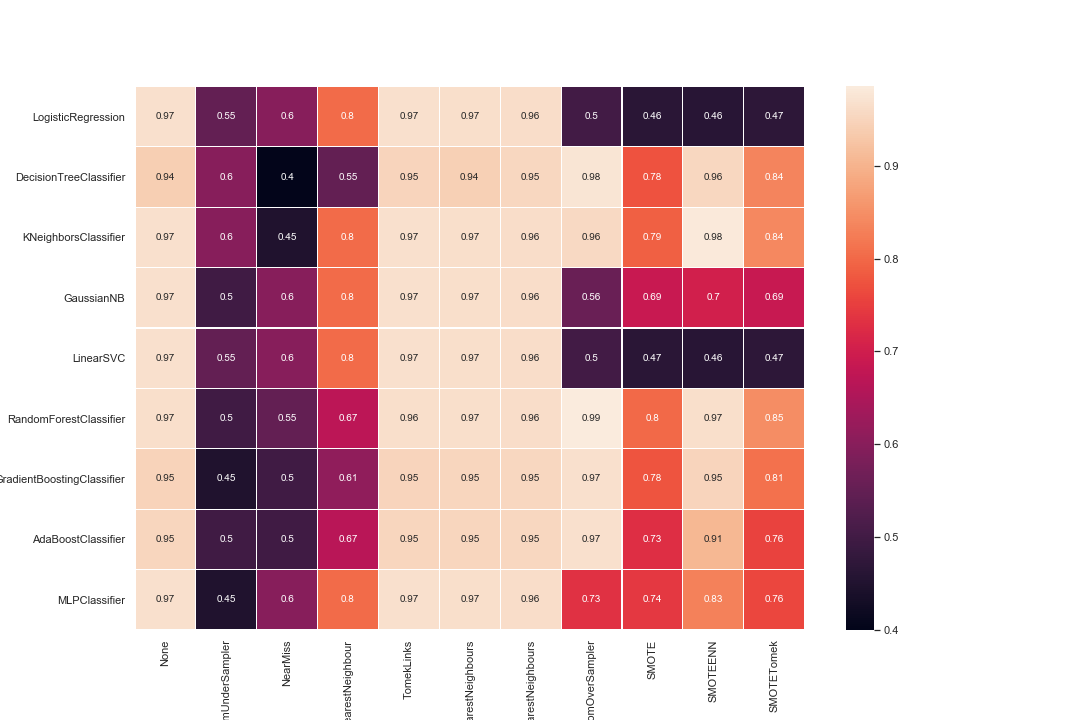 LogisticRegression 0.97 0.55 0.6 0.8 0.97 0.97 0.96 0.5 0.46 0.46 0.47
DecisionTreeClassifier 0.94 0.6 0.4 0.55 0.95 0.94 0.95 0.98 0.78 0.96 0.84
KNeighborsClassifier 0.97 0.6 0.45 0.8 0.97 0.97 0.96 0.96 0.79 0.98 0.84
GaussianNB 0.97 0.5 0.6 0.8 0.97 0.97 0.96 0.56 0.69 0.7 0.69
LinearSVC 0.97 0.55 0.6 0.8 0.97 0.97 0.96 0.5 0.47 0.46 0.47
RandomForestClassifier 0.97 0.5 0.55 0.67 0.96 0.97 0.96 0.99 0.8 0.97 0.85
GradientBoostingClassifier 0.95 0.45 0.5 0.61 0.95 0.95 0.95 0.97 0.78 0.95 0.81
AdaBoostClassifier 0.95 0.5 0.5 0.67 0.95 0.95 0.95 0.97 0.73 0.91 0.76
MLPClassifier 0.97 0.45 0.6 0.8 0.97 0.97 0.96 0.73 0.74 0.83 0.76
None
mUnderSampler
NearMiss
earestNeighbour
TomekLinks
arestNeighbours
arestNeighbours
omOverSampler
SMOTE
SMOTEENN
SMOTETomek
0.9
0.8
0.7
0.6
0.5
0.4